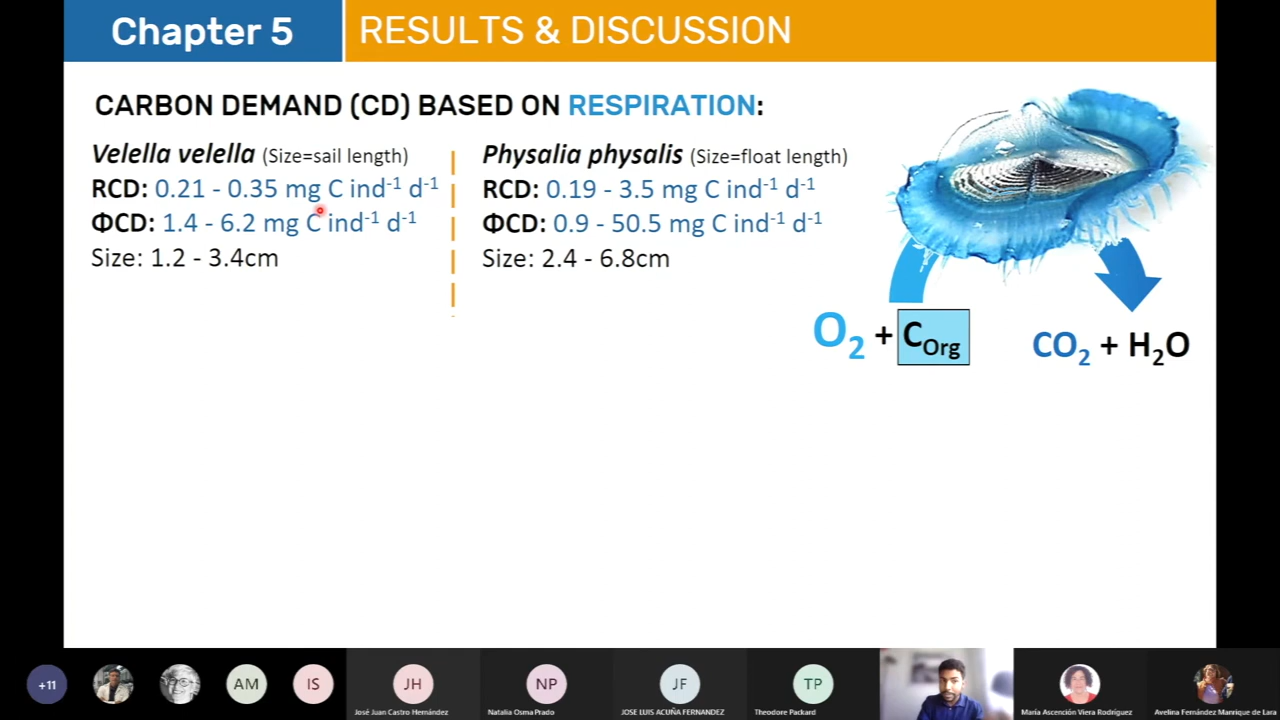 Chapter 5
RESULTS & DISCUSSION
CARBON DEMAND (CD) BASED ON RESPIRATION:
Velella velella (Size=sail length)
RCD: 0.21 - 0.35 mg C ind⁻¹ d⁻¹
ΦCD: 1.4 - 6.2 mg C ind⁻¹ d⁻¹
Size: 1.2 - 3.4cm
Physalia physalis (Size=float length)
RCD: 0.19 - 3.5 mg C ind⁻¹ d⁻¹
ΦCD: 0.9 - 50.5 mg C ind⁻¹ d⁻¹
Size: 2.4 - 6.8cm
O₂ + C_Org
CO₂ + H₂O
+11
AM
IS
JH
José Juan Castro Hernández
NP
Natalia Osma Prado
JF
JOSE LUIS ACUÑA FERNANDEZ
TP
Theodore Packard
María Ascención Viera Rodríguez
Avelina Fernández Manrique de Lara